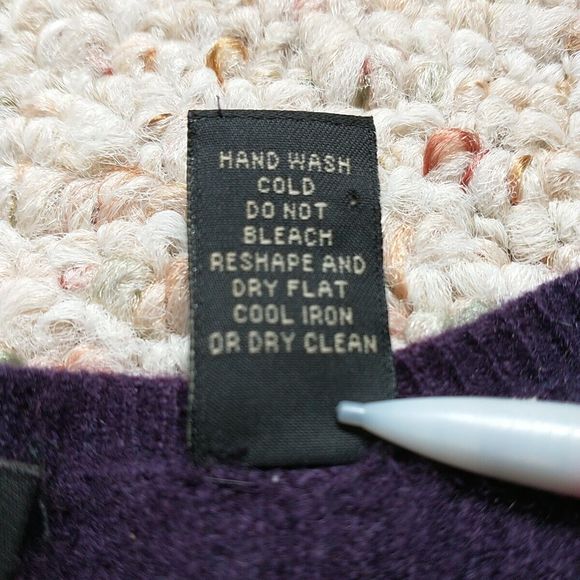 HAND WASH
COLD
DO NOT
BLEACH
RESHAPE AND
DRY FLAT
COOL IRON
OR DRY CLEAN